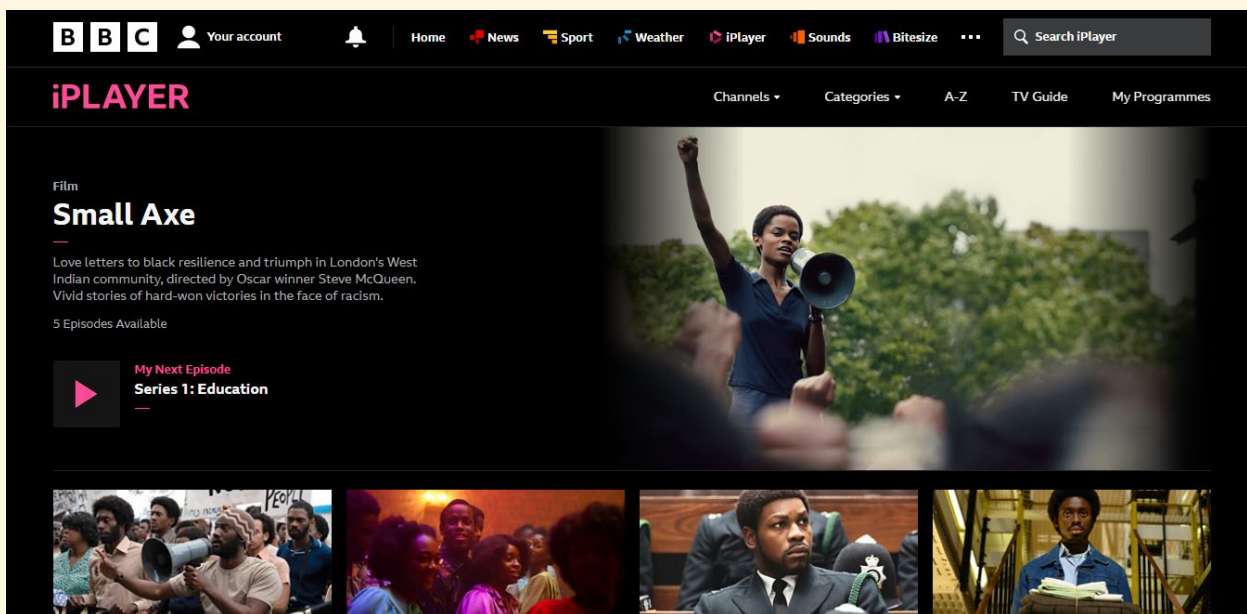 BBC Your account Home News Sport Weather iPlayer Sounds Bitesize Search iPlayer
iPLAYER Channels Categories A-Z TV Guide My Programmes
Film
Small Axe
Love letters to black resilience and triumph in London's West
Indian community, directed by Oscar winner Steve McQueen.
Vivid stories of hard-won victories in the face of racism.
5 Episodes Available
My Next Episode
Series 1: Education
PEOPLE